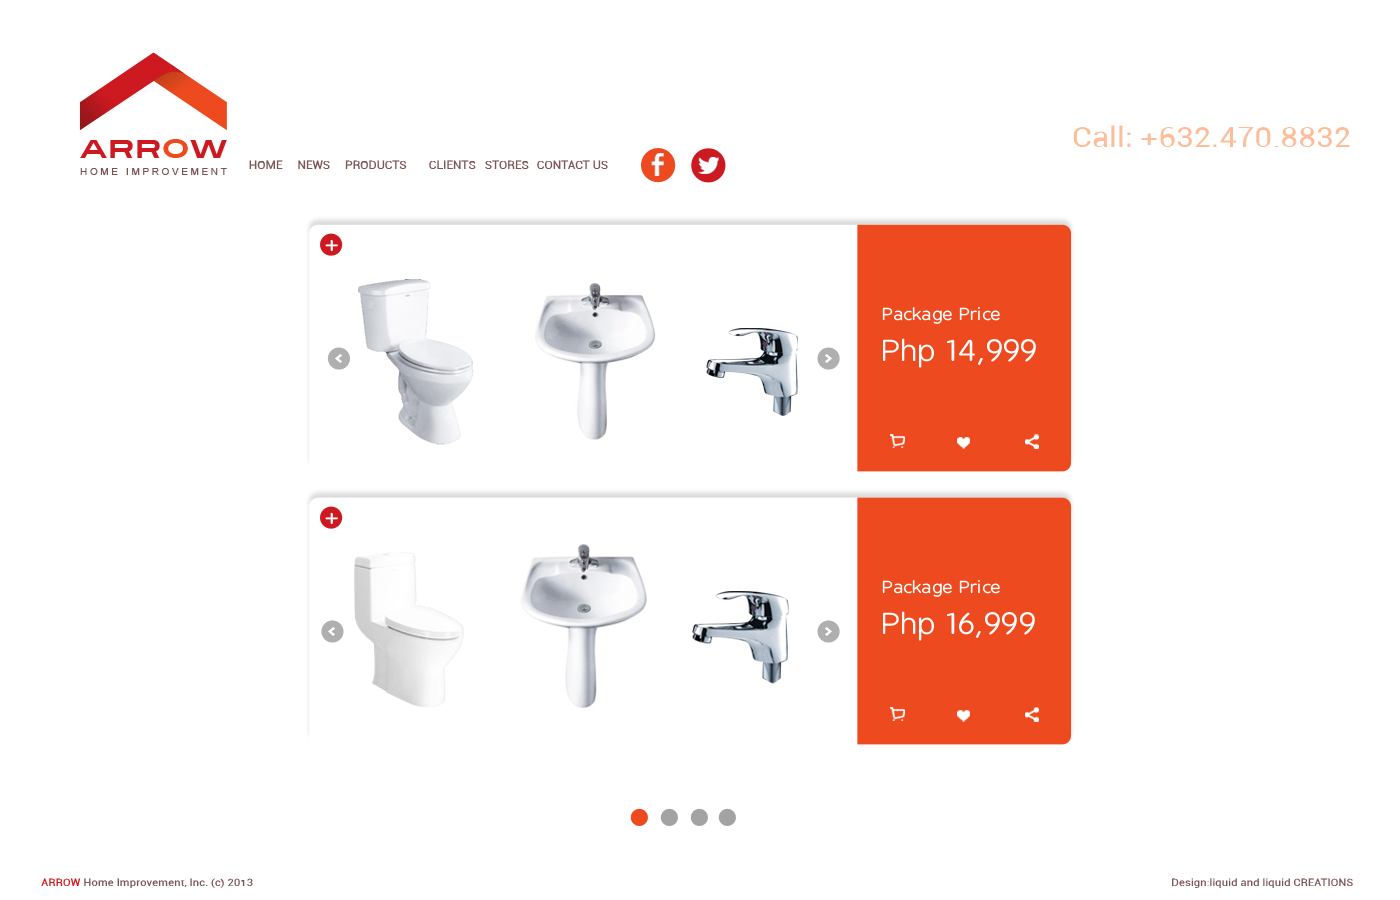 ARROW
HOME IMPROVEMENT
HOME NEWS PRODUCTS CLIENTS STORES CONTACT US
Call: +632.470.8832
Package Price
Php 14,999
Package Price
Php 16,999
ARROW Home Improvement, Inc. (c) 2013
Design:liquid and liquid CREATIONS